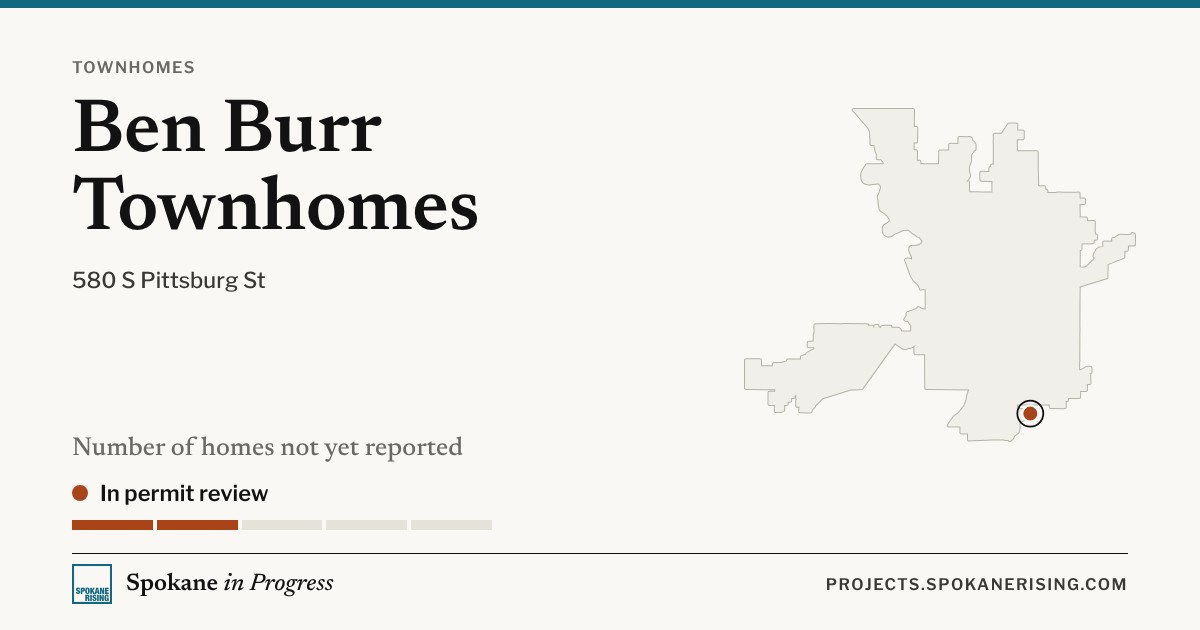 TOWNHOMES
Ben Burr
Townhomes
580 S Pittsburg St
Number of homes not yet reported
In permit review
SPOKANE
RISING
Spokane in Progress
PROJECTS.SPOKANERISING.COM